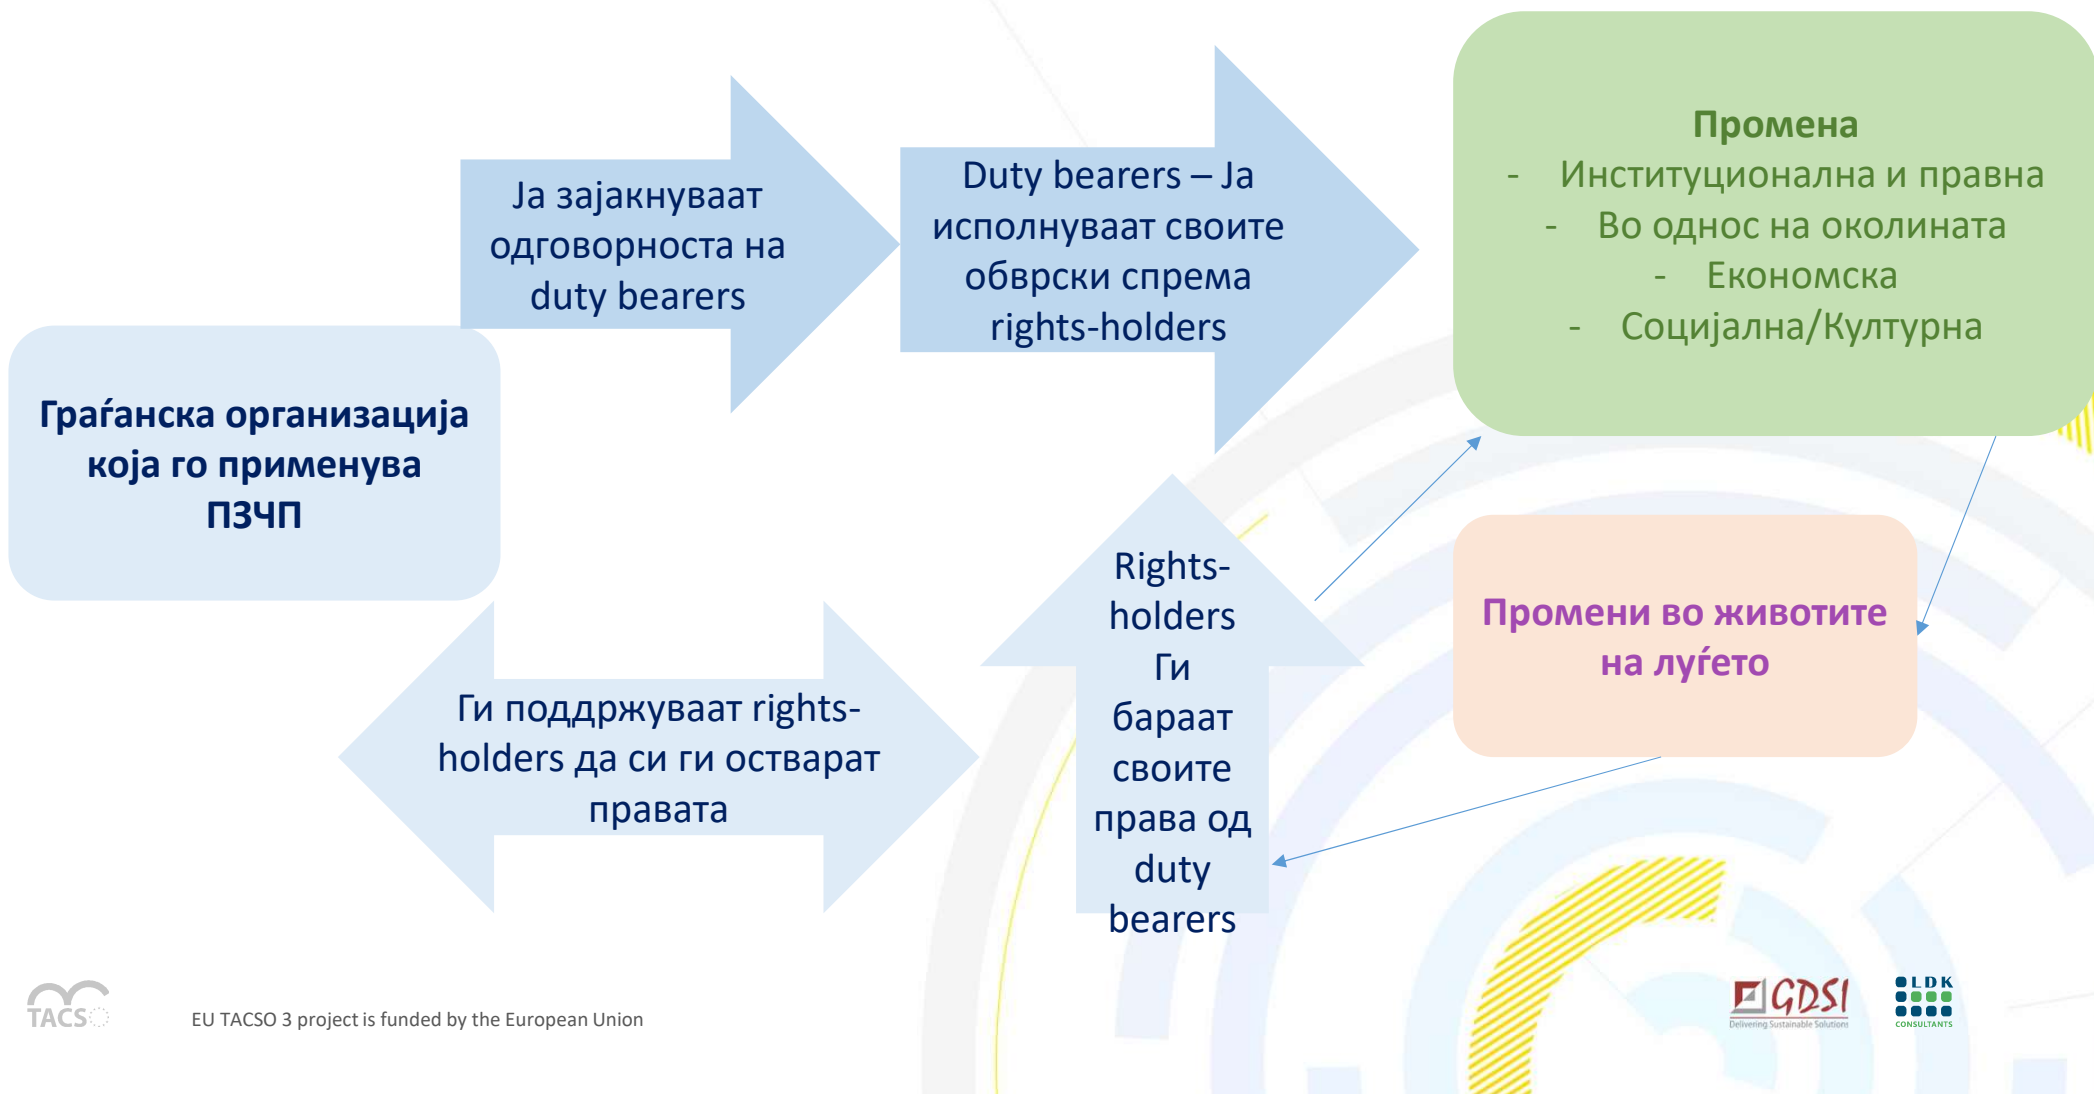 Ја зајакнуваат
одговорноста на
duty bearers
Duty bearers – Ја
исполнуваат своите
обврски спрема
rights-holders
Промена
- Институционална и правна
- Во однос на околината
- Економска
- Социјална/Културна
Граѓанска организација
која го применува
ПЗЧП
Ги поддржуваат rights-
holders да си ги остварат
правата
Rights-
holders
Ги
бараат
своите
права од
duty
bearers
Промени во животите
на луѓето
TACSO
EU TACSO 3 project is funded by the European Union
GDSI
Delivering Sustainable Solutions
LDK
CONSULTANTS